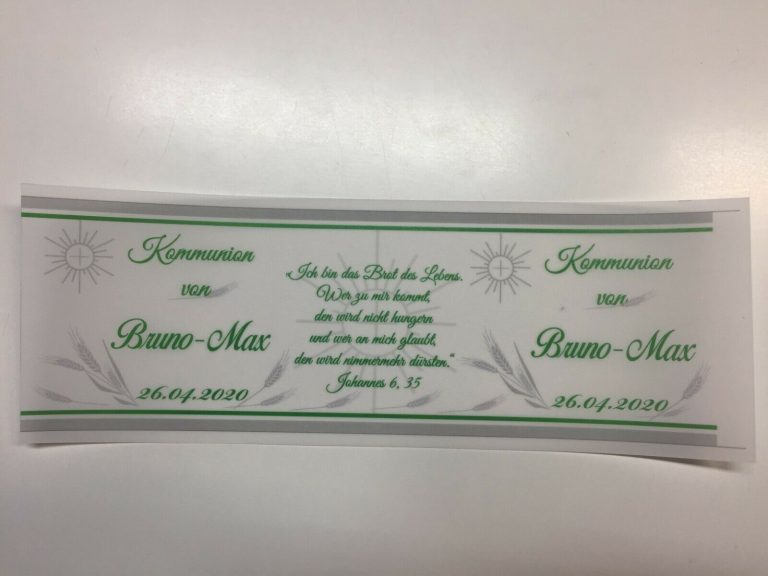 Kommunion
von
Bruno-Max
26.04.2020
„Ich bin das Brot des Lebens.
Wer zu mir kommt,
den wird nicht hungern
und wer an mich glaubt,
den wird nimmermehr dürsten.“
Johannes 6, 35
Kommunion
von
Bruno-Max
26.04.2020